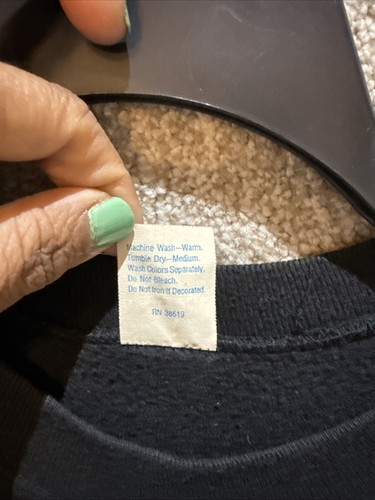 Machine Wash—Warm.
Tumble Dry—Medium.
Wash Colors Separately.
Do Not Bleach.
Do Not Iron If Decorated.
RN 38619